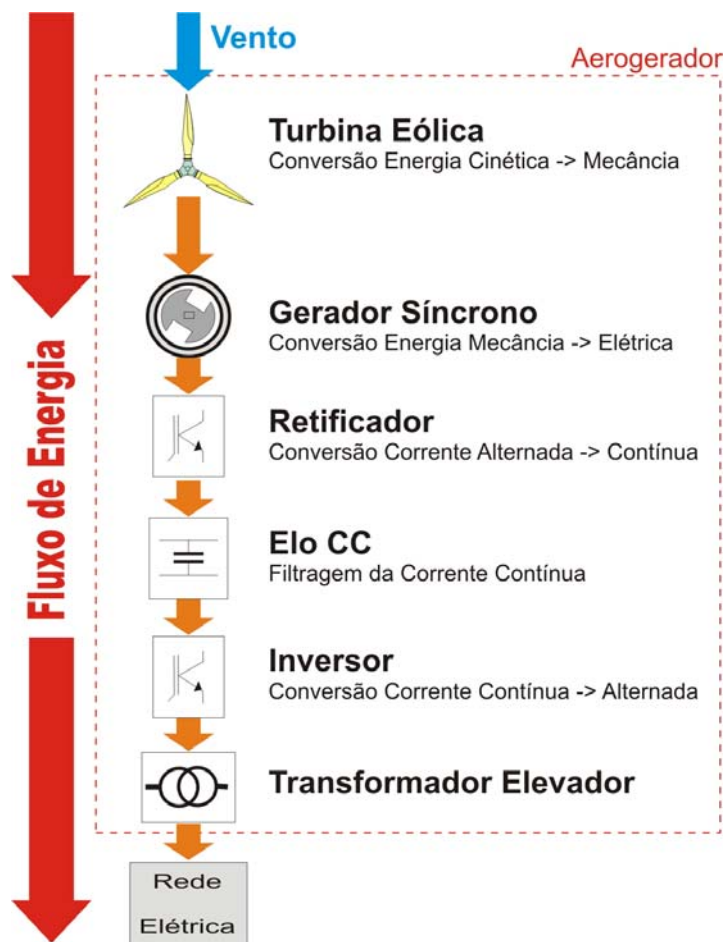 Vento
Aerogerador
Turbina Eólica
Conversão Energia Cinética -> Mecância
Gerador Síncrono
Conversão Energia Mecância -> Elétrica
Retificador
Conversão Corrente Alternada -> Contínua
Fluxo de Energia
Elo CC
Filtragem da Corrente Contínua
Inversor
Conversão Corrente Contínua -> Alternada
Transformador Elevador
Rede
Elétrica